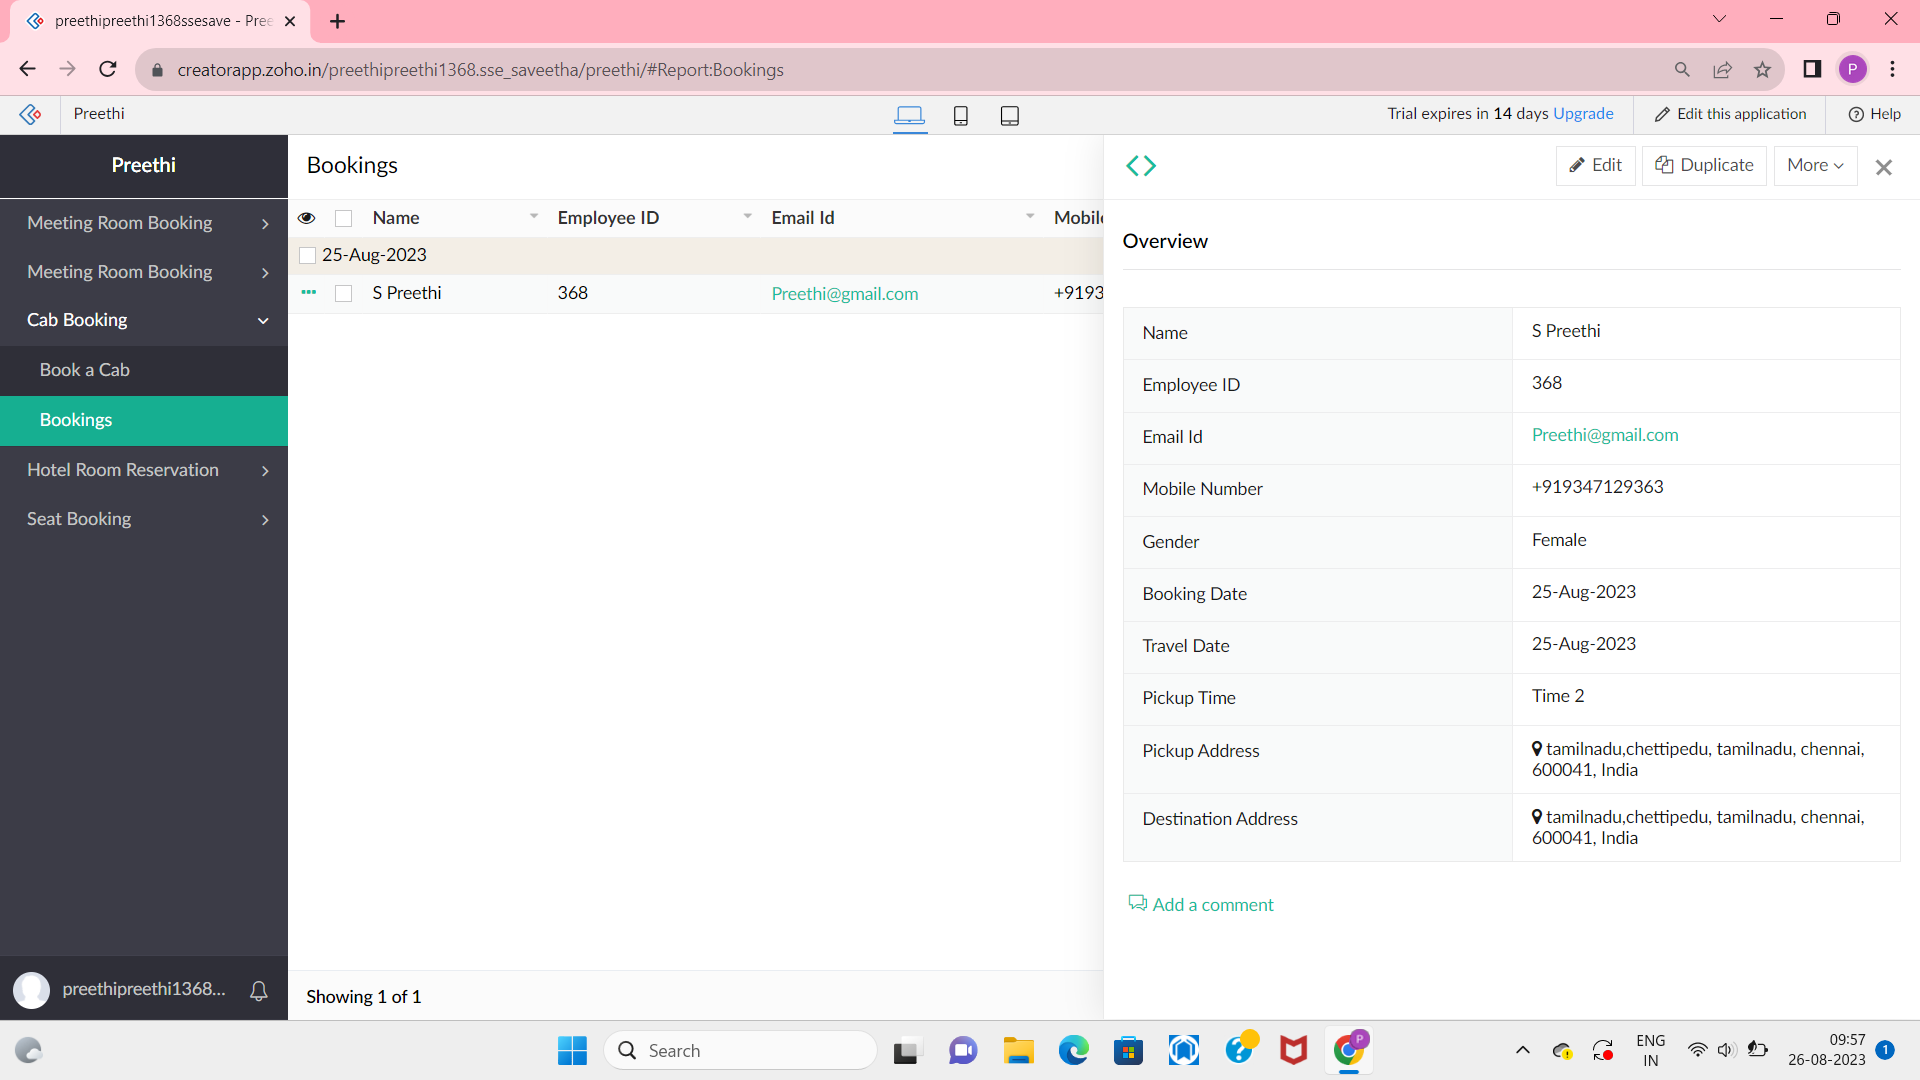 preethipreethi1368ssesave - Pree
creatorapp.zoho.in/preethipreethi1368.sse_saveetha/preethi/#Report:Bookings
P
Preethi
Trial expires in 14 days Upgrade
Edit this application
Help
Preethi
Meeting Room Booking
Meeting Room Booking
Cab Booking
Book a Cab
Bookings
Hotel Room Reservation
Seat Booking
preethipreethi1368...
Bookings
Name Employee ID Email Id Mobile
25-Aug-2023
S Preethi 368 Preethi@gmail.com +9193
Showing 1 of 1
Edit Duplicate More
Overview
Name S Preethi
Employee ID 368
Email Id Preethi@gmail.com
Mobile Number +919347129363
Gender Female
Booking Date 25-Aug-2023
Travel Date 25-Aug-2023
Pickup Time Time 2
Pickup Address tamilnadu,chettipedu, tamilnadu, chennai,
600041, India
Destination Address tamilnadu,chettipedu, tamilnadu, chennai,
600041, India
Add a comment
Search
P
ENG
IN
09:57
26-08-2023
1